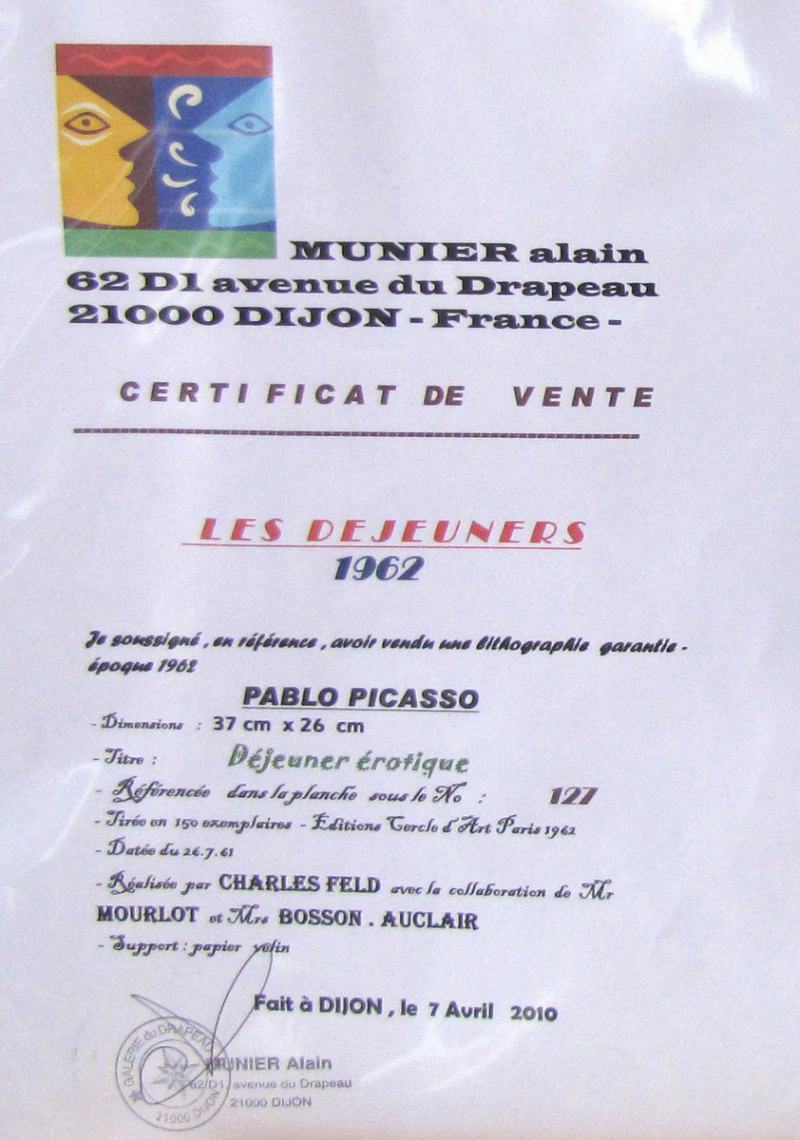 MUNIER alain
62 D1 avenue du Drapeau
21000 DIJON - France -
CERTIFICAT DE VENTE
LES DEJEUNERS
1962
Je soussigné , en référence , avoir vendu une lithographie garantie -
époque 1962
PABLO PICASSO
- Dimensions : 37 cm x 26 cm
- Titre : Déjeuner érotique
- Référencée dans la planche sous le No : 127
- Tirée en 150 exemplaires - Editions Cercle d'Art Paris 1962
- Datée du 26.7.61
- Réalisée par CHARLES FELD avec la collaboration de Mr
MOURLOT et Mrs BOSSON . AUCLAIR
- Support : papier velin
Fait à DIJON , le 7 Avril 2010
GALERIE du DRAPEAU
21000 DIJON
MUNIER Alain
62/D1, avenue du Drapeau
21000 DIJON